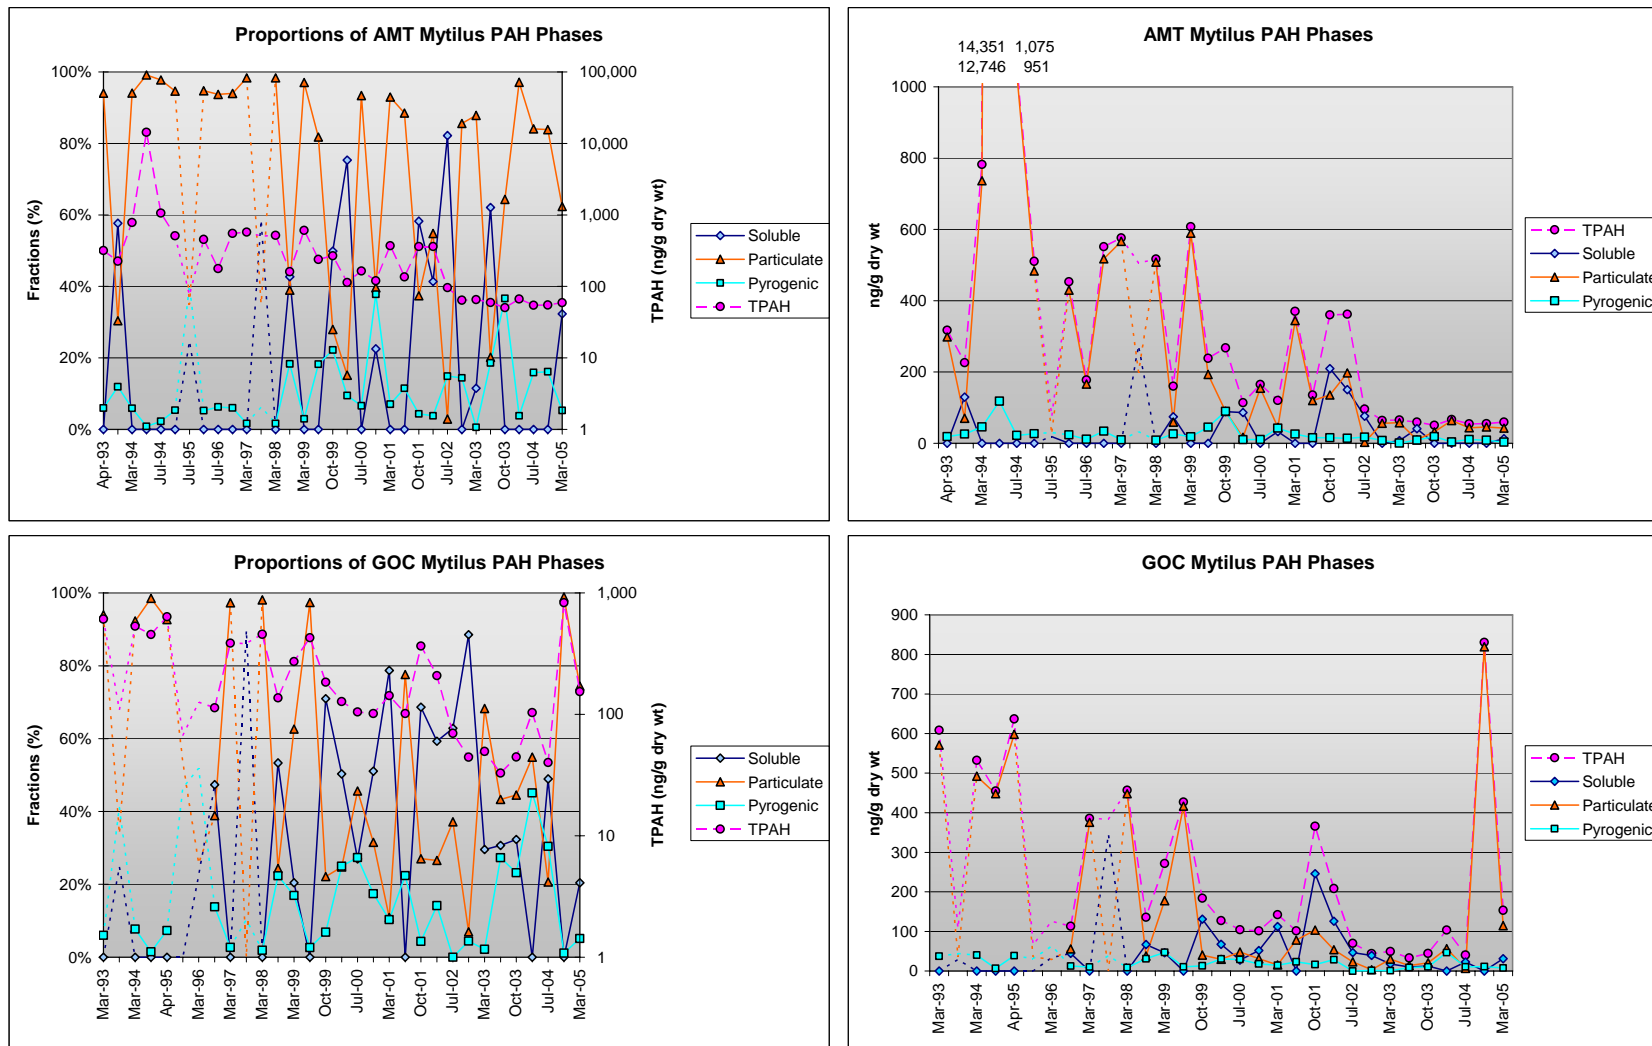 Proportions of AMT Mytilus PAH Phases
Fractions (%)
100%
80%
60%
40%
20%
0%
100,000
10,000
1,000
100
10
1
TPAH (ng/g dry wt)
Apr-93
Mar-94
Jul-94
Jul-95
Jul-96
Mar-97
Mar-98
Mar-99
Oct-99
Jul-00
Mar-01
Oct-01
Jul-02
Mar-03
Oct-03
Jul-04
Mar-05
Soluble
Particulate
Pyrogenic
TPAH
AMT Mytilus PAH Phases
14,351 1,075
12,746 951
ng/g dry wt
1000
800
600
400
200
0
Apr-93
Mar-94
Jul-94
Jul-95
Jul-96
Mar-97
Mar-98
Mar-99
Oct-99
Jul-00
Mar-01
Oct-01
Jul-02
Mar-03
Oct-03
Jul-04
Mar-05
TPAH
Soluble
Particulate
Pyrogenic
Proportions of GOC Mytilus PAH Phases
Fractions (%)
100%
80%
60%
40%
20%
0%
1,000
100
10
1
TPAH (ng/g dry wt)
Mar-93
Mar-94
Apr-95
Mar-96
Mar-97
Mar-98
Mar-99
Oct-99
Jul-00
Mar-01
Oct-01
Jul-02
Mar-03
Oct-03
Jul-04
Mar-05
Soluble
Particulate
Pyrogenic
TPAH
GOC Mytilus PAH Phases
ng/g dry wt
900
800
700
600
500
400
300
200
100
0
Mar-93
Mar-94
Apr-95
Mar-96
Mar-97
Mar-98
Mar-99
Oct-99
Jul-00
Mar-01
Oct-01
Jul-02
Mar-03
Oct-03
Jul-04
Mar-05
TPAH
Soluble
Particulate
Pyrogenic